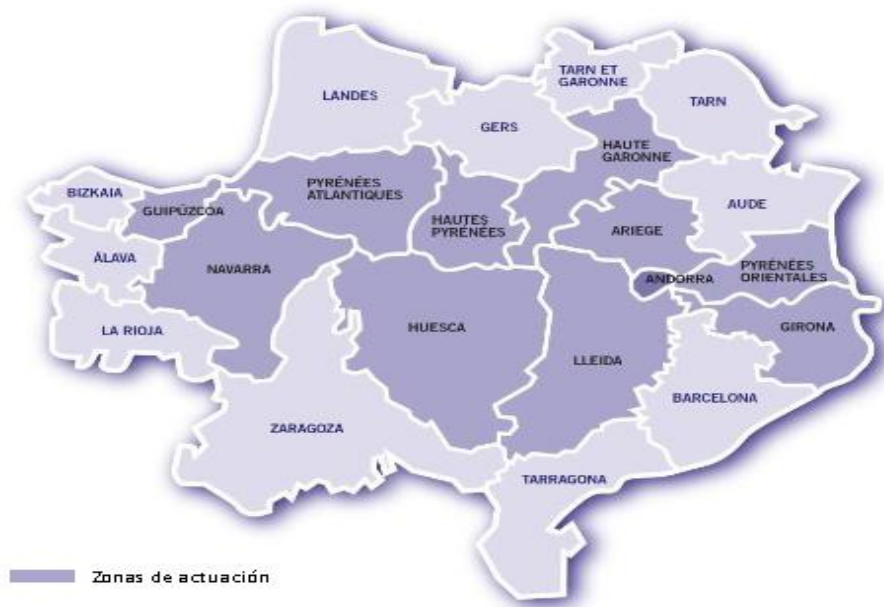 TARN ET
GARONNE
LANDES
TARN
GERS
HAUTE
GARONNE
PYRÉNÉES
ATLANTIQUES
BIZKAIA
GUIPÚZCOA
HAUTES
PYRÉNÉES
AUDE
ARIEGE
ÁLAVA
NAVARRA
ANDORRA
PYRÉNÉES
ORIENTALES
LA RIOJA
HUESCA
GIRONA
LLEIDA
BARCELONA
ZARAGOZA
TARRAGONA
Zonas de actuación